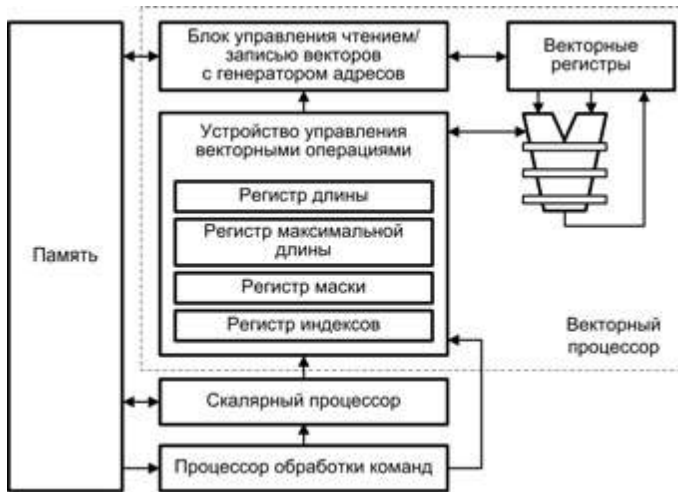 Блок управления чтением/
записью векторов
с генератором адресов
Векторные
регистры
Устройство управления
векторными операциями
Регистр длины
Регистр максимальной
длины
Регистр маски
Регистр индексов
Память
Векторный
процессор
Скалярный процессор
Процессор обработки команд